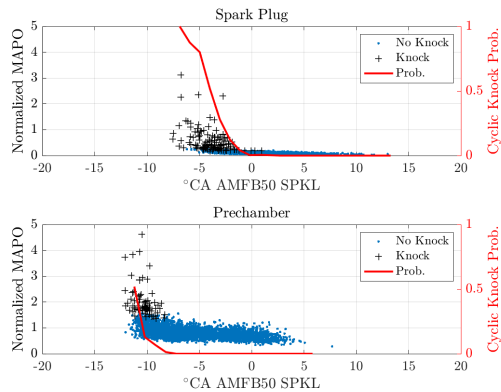 Spark Plug
5
4
3
2
1
0
Normalized MAPO
1
0.5
0
Cyclic Knock Prob.
No Knock
Knock
Prob.
-20 -15 -10 -5 0 5 10 15 20
°CA AMFB50 SPKL
Prechamber
5
4
3
2
1
0
Normalized MAPO
1
0.5
0
Cyclic Knock Prob.
No Knock
Knock
Prob.
-20 -15 -10 -5 0 5 10 15 20
°CA AMFB50 SPKL